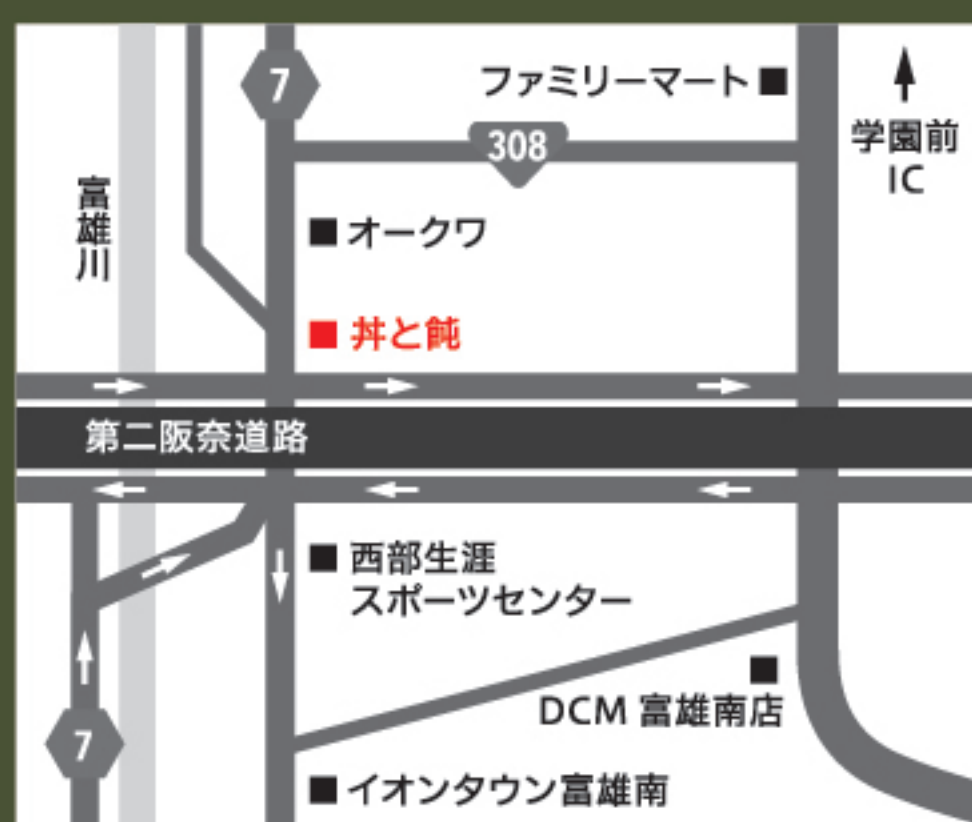 7
ファミリーマート
308
学園前
IC
富雄川
オークワ
丼と飩
第二阪奈道路
西部生涯
スポーツセンター
DCM 富雄南店
7
イオンタウン富雄南